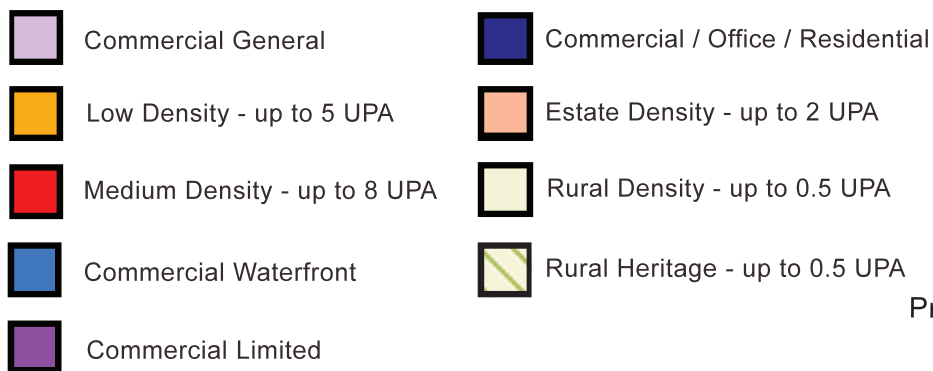 Commercial General
Low Density - up to 5 UPA
Medium Density - up to 8 UPA
Commercial Waterfront
Commercial Limited
Commercial / Office / Residential
Estate Density - up to 2 UPA
Rural Density - up to 0.5 UPA
Rural Heritage - up to 0.5 UPA